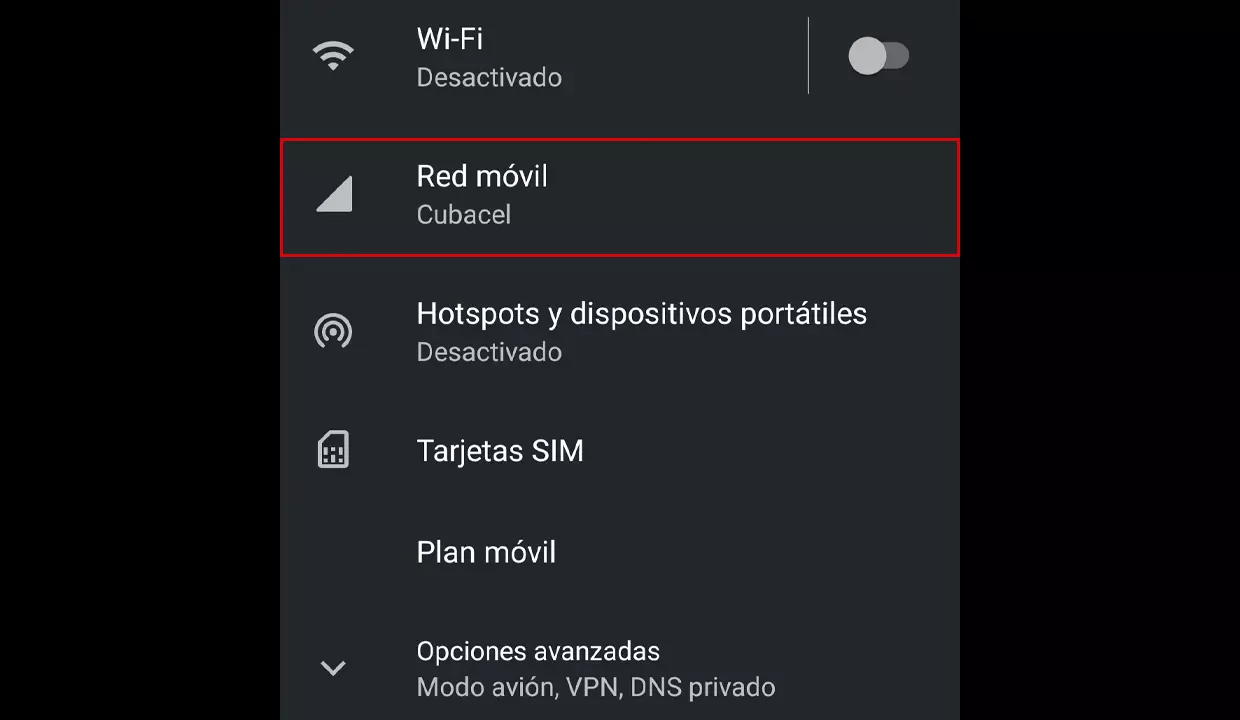 Wi-Fi
Desactivado
Red móvil
Cubacel
Hotspots y dispositivos portátiles
Desactivado
Tarjetas SIM
Plan móvil
Opciones avanzadas
Modo avión, VPN, DNS privado